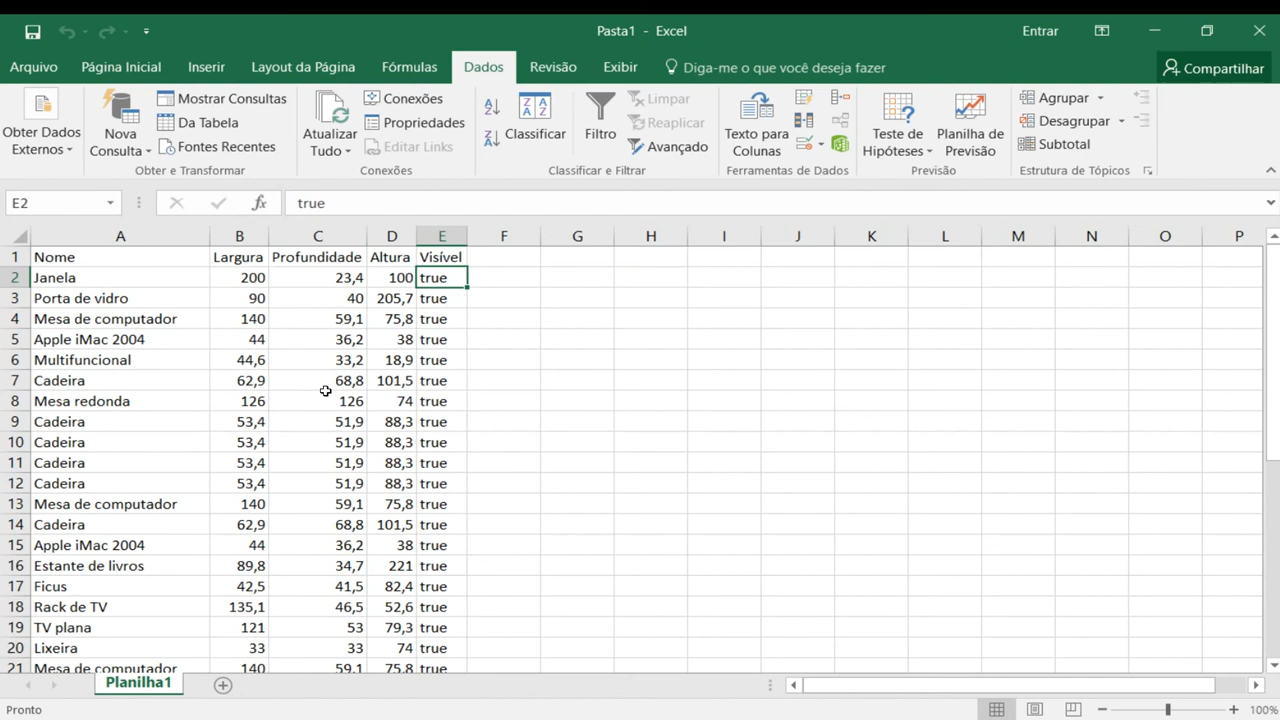 Pasta1 - Excel
Entrar
Arquivo
Página Inicial
Inserir
Layout da Página
Fórmulas
Dados
Revisão
Exibir
Diga-me o que você deseja fazer
Compartilhar
Obter Dados
Externos
Nova
Consulta
Mostrar Consultas
Da Tabela
Fontes Recentes
Obter e Transformar
Atualizar
Tudo
Conexões
Propriedades
Editar Links
Conexões
Classificar
Filtro
Limpar
Reaplicar
Avançado
Classificar e Filtrar
Texto para
Colunas
Ferramentas de Dados
Teste de
Hipóteses
Planilha de
Previsão
Previsão
Agrupar
Desagrupar
Subtotal
Estrutura de Tópicos
E2
fx
true
A B C D E F G H I J K L M N O P
1 Nome Largura Profundidade Altura Visível
2 Janela 200 23,4 100 true
3 Porta de vidro 90 40 205,7 true
4 Mesa de computador 140 59,1 75,8 true
5 Apple iMac 2004 44 36,2 38 true
6 Multifuncional 44,6 33,2 18,9 true
7 Cadeira 62,9 68,8 101,5 true
8 Mesa redonda 126 126 74 true
9 Cadeira 53,4 51,9 88,3 true
10 Cadeira 53,4 51,9 88,3 true
11 Cadeira 53,4 51,9 88,3 true
12 Cadeira 53,4 51,9 88,3 true
13 Mesa de computador 140 59,1 75,8 true
14 Cadeira 62,9 68,8 101,5 true
15 Apple iMac 2004 44 36,2 38 true
16 Estante de livros 89,8 34,7 221 true
17 Ficus 42,5 41,5 82,4 true
18 Rack de TV 135,1 46,5 52,6 true
19 TV plana 121 53 79,3 true
20 Lixeira 33 33 74 true
21 Mesa de computador 140 59,1 75,8 true
Planilha1
Pronto
100%